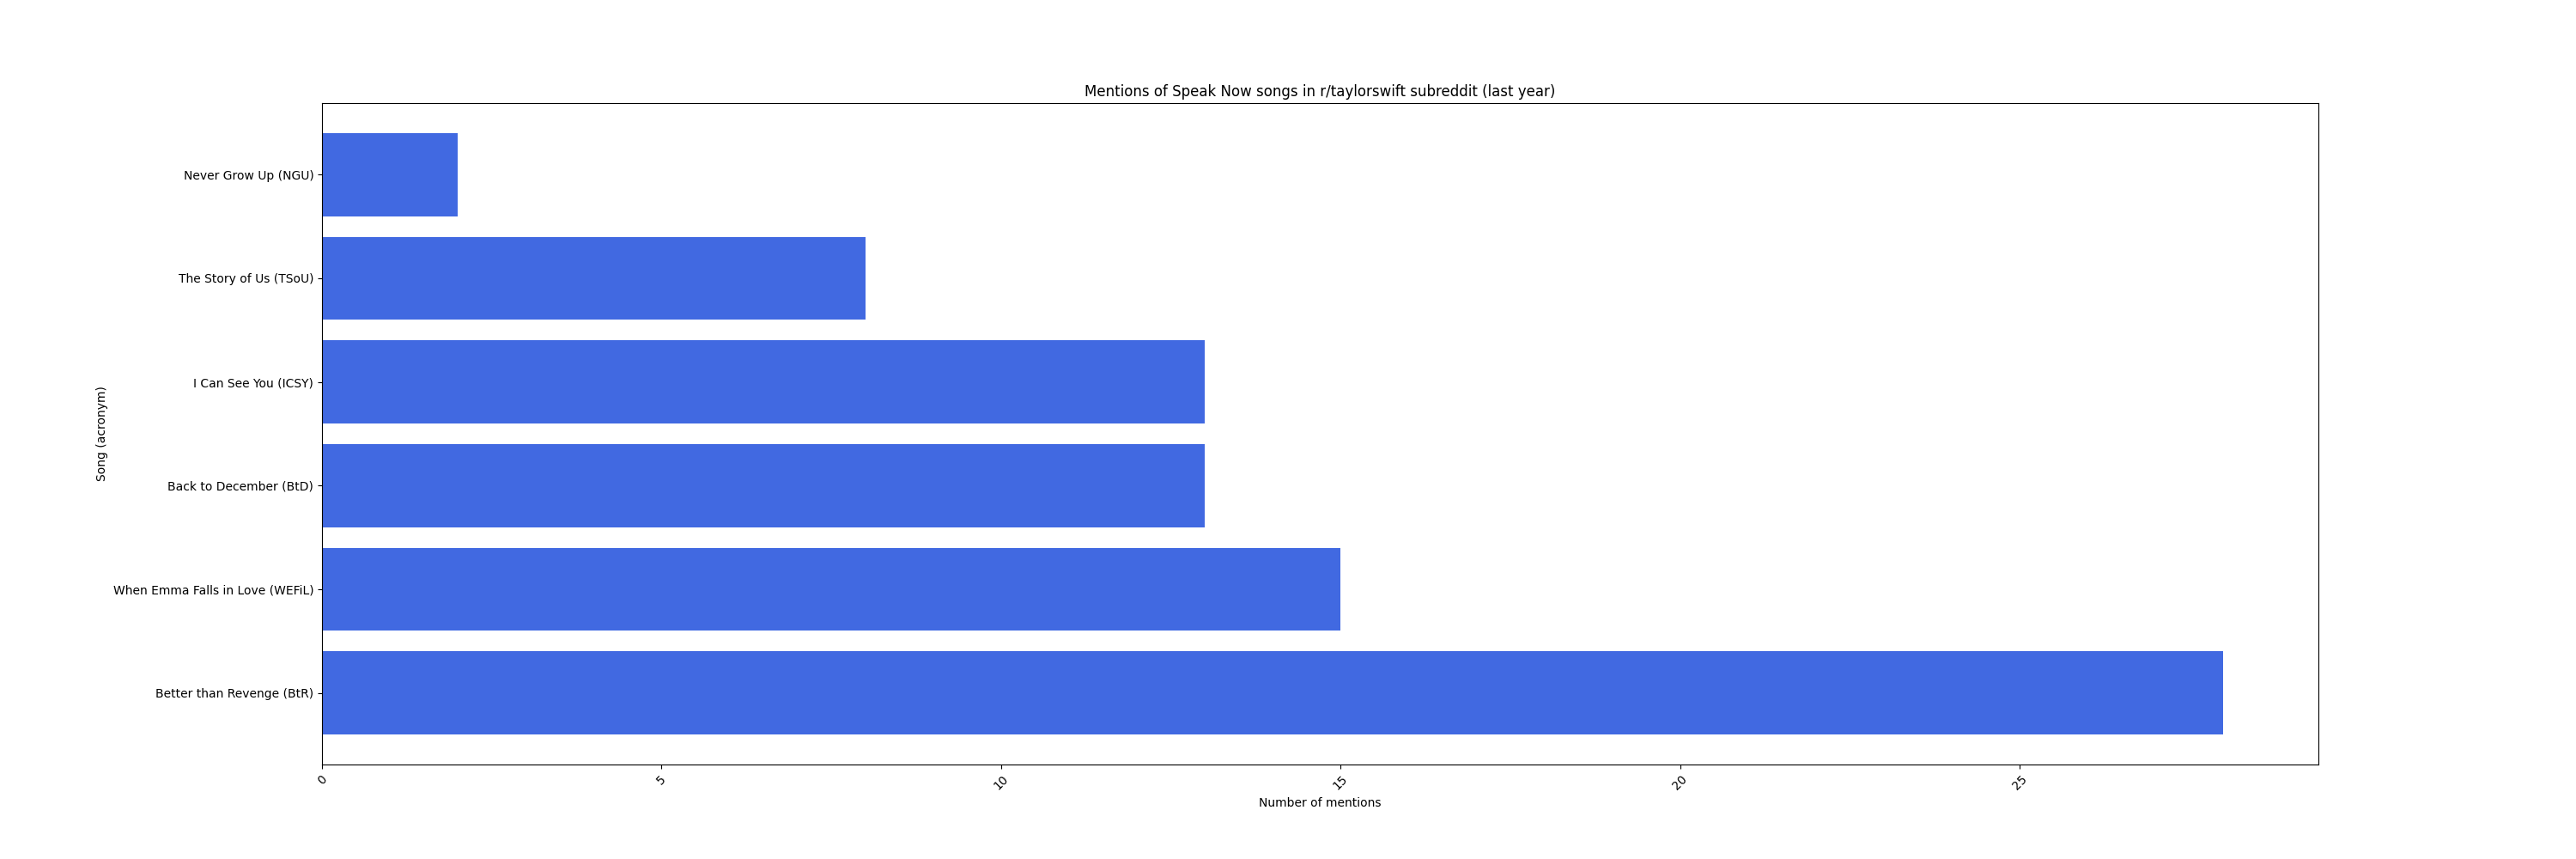 Mentions of Speak Now songs in r/taylorswift subreddit (last year)
Song (acronym)
Never Grow Up (NGU)
The Story of Us (TSoU)
I Can See You (ICSY)
Back to December (BtD)
When Emma Falls in Love (WEFiL)
Better than Revenge (BtR)
0 5 10 15 20 25
Number of mentions